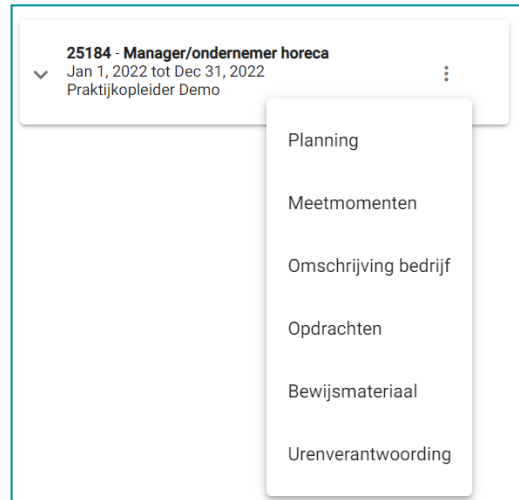 25184 - Manager/ondernemer horeca
Jan 1, 2022 tot Dec 31, 2022
Praktijkopleider Demo
Planning
Meetmomenten
Omschrijving bedrijf
Opdrachten
Bewijsmateriaal
Urenverantwoording